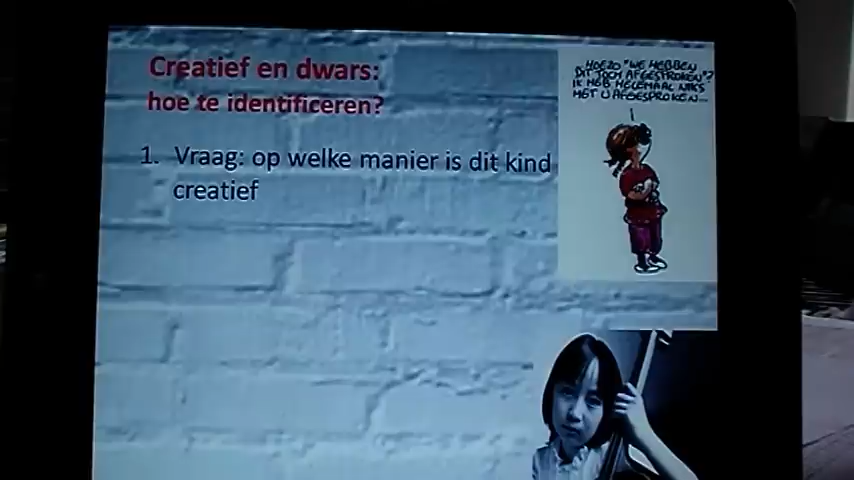 Creatief en dwars:
hoe te identificeren?
1. Vraag: op welke manier is dit kind
creatief
HOEZO "WE HEBBEN
DIT TOCH AFGESPROKEN"?
IK HEB HELEMAAL NIKS
MET U AFGESPROKEN...